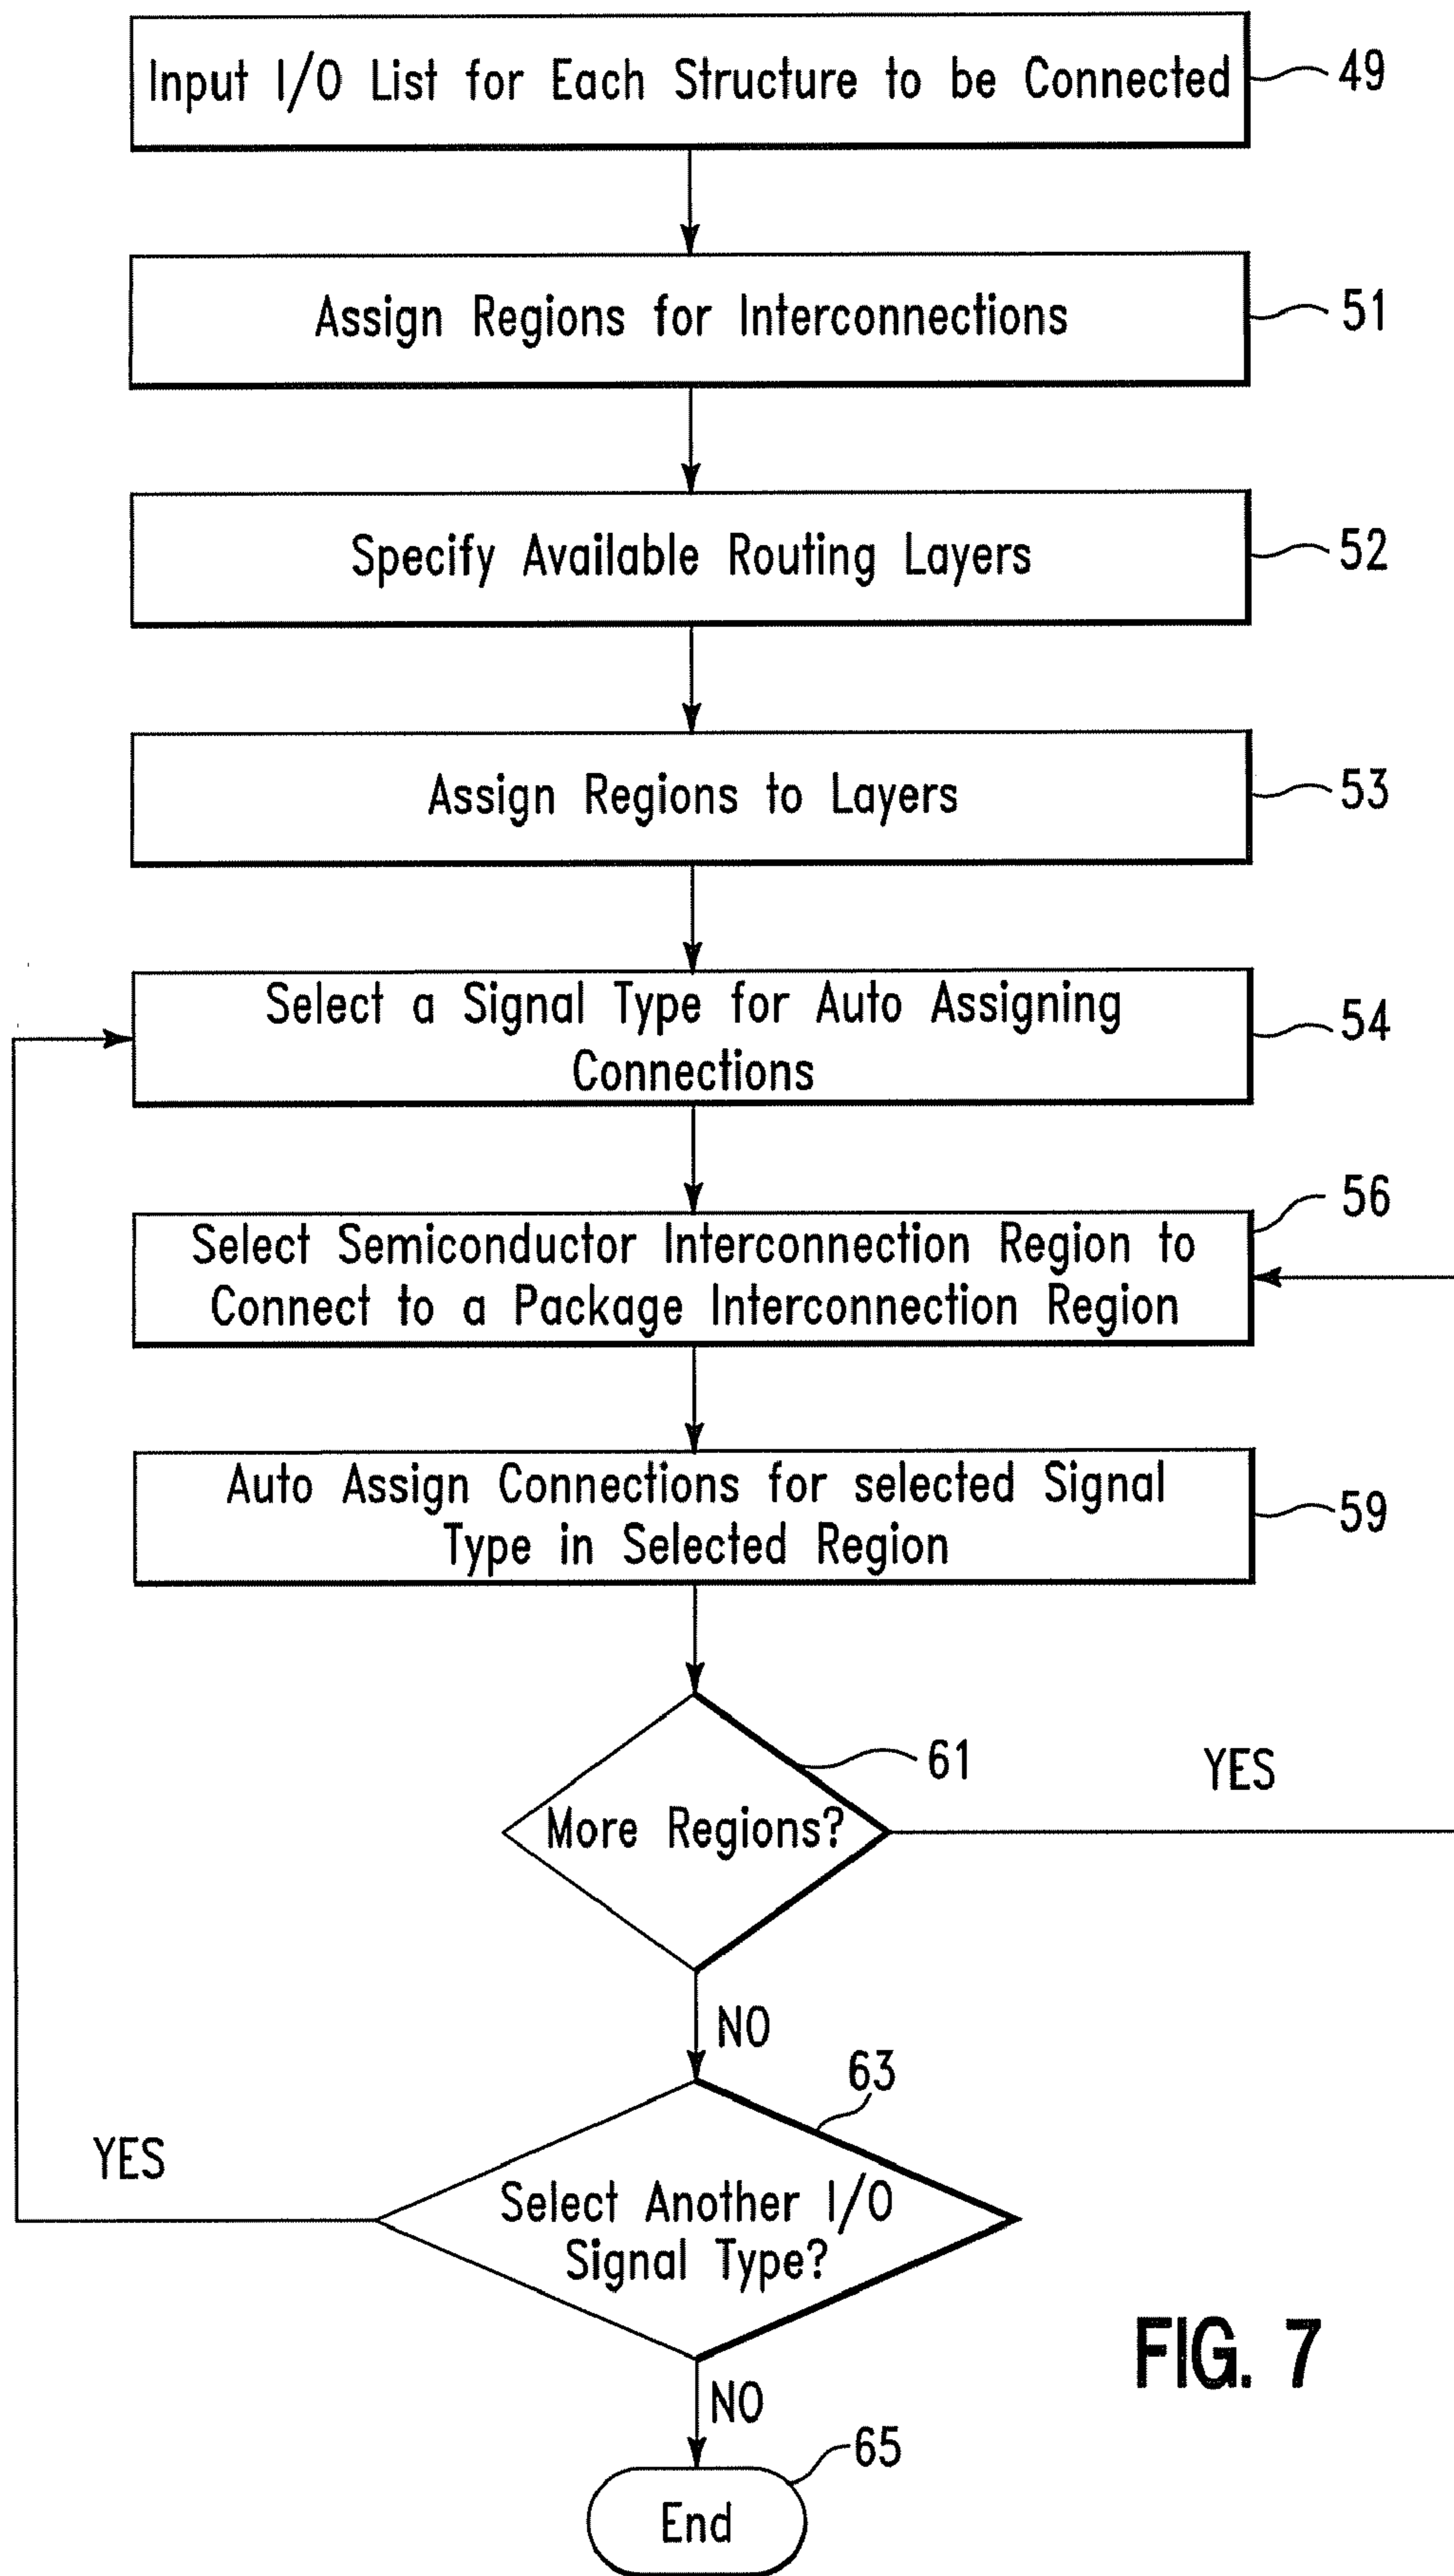 Input I/O List for Each Structure to be Connected
49
Assign Regions for Interconnections
51
Specify Available Routing Layers
52
Assign Regions to Layers
53
Select a Signal Type for Auto Assigning
Connections
54
56
Select Semiconductor Interconnection Region to
Connect to a Package Interconnection Region
Auto Assign Connections for selected Signal
Type in Selected Region
59
61
YES
More Regions?
NO
63
YES
Select Another I/O
Signal Type?
FIG. 7
NO
65
End